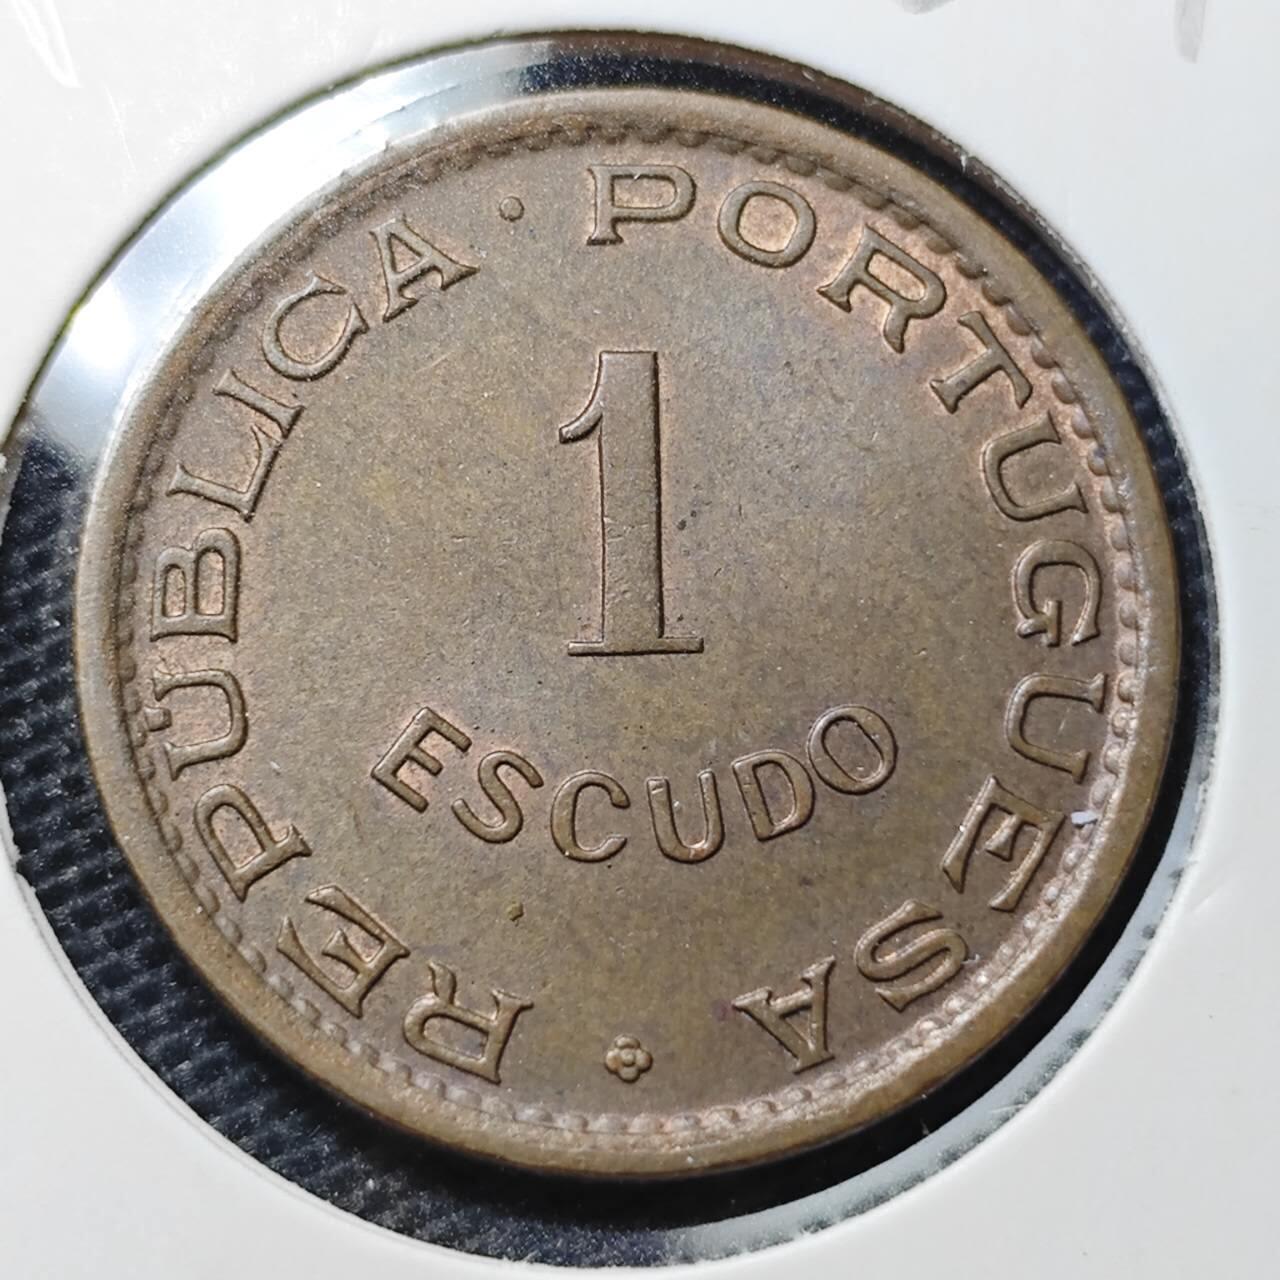 REPÚBLICA · PORTUGUESA
1
ESCUDO